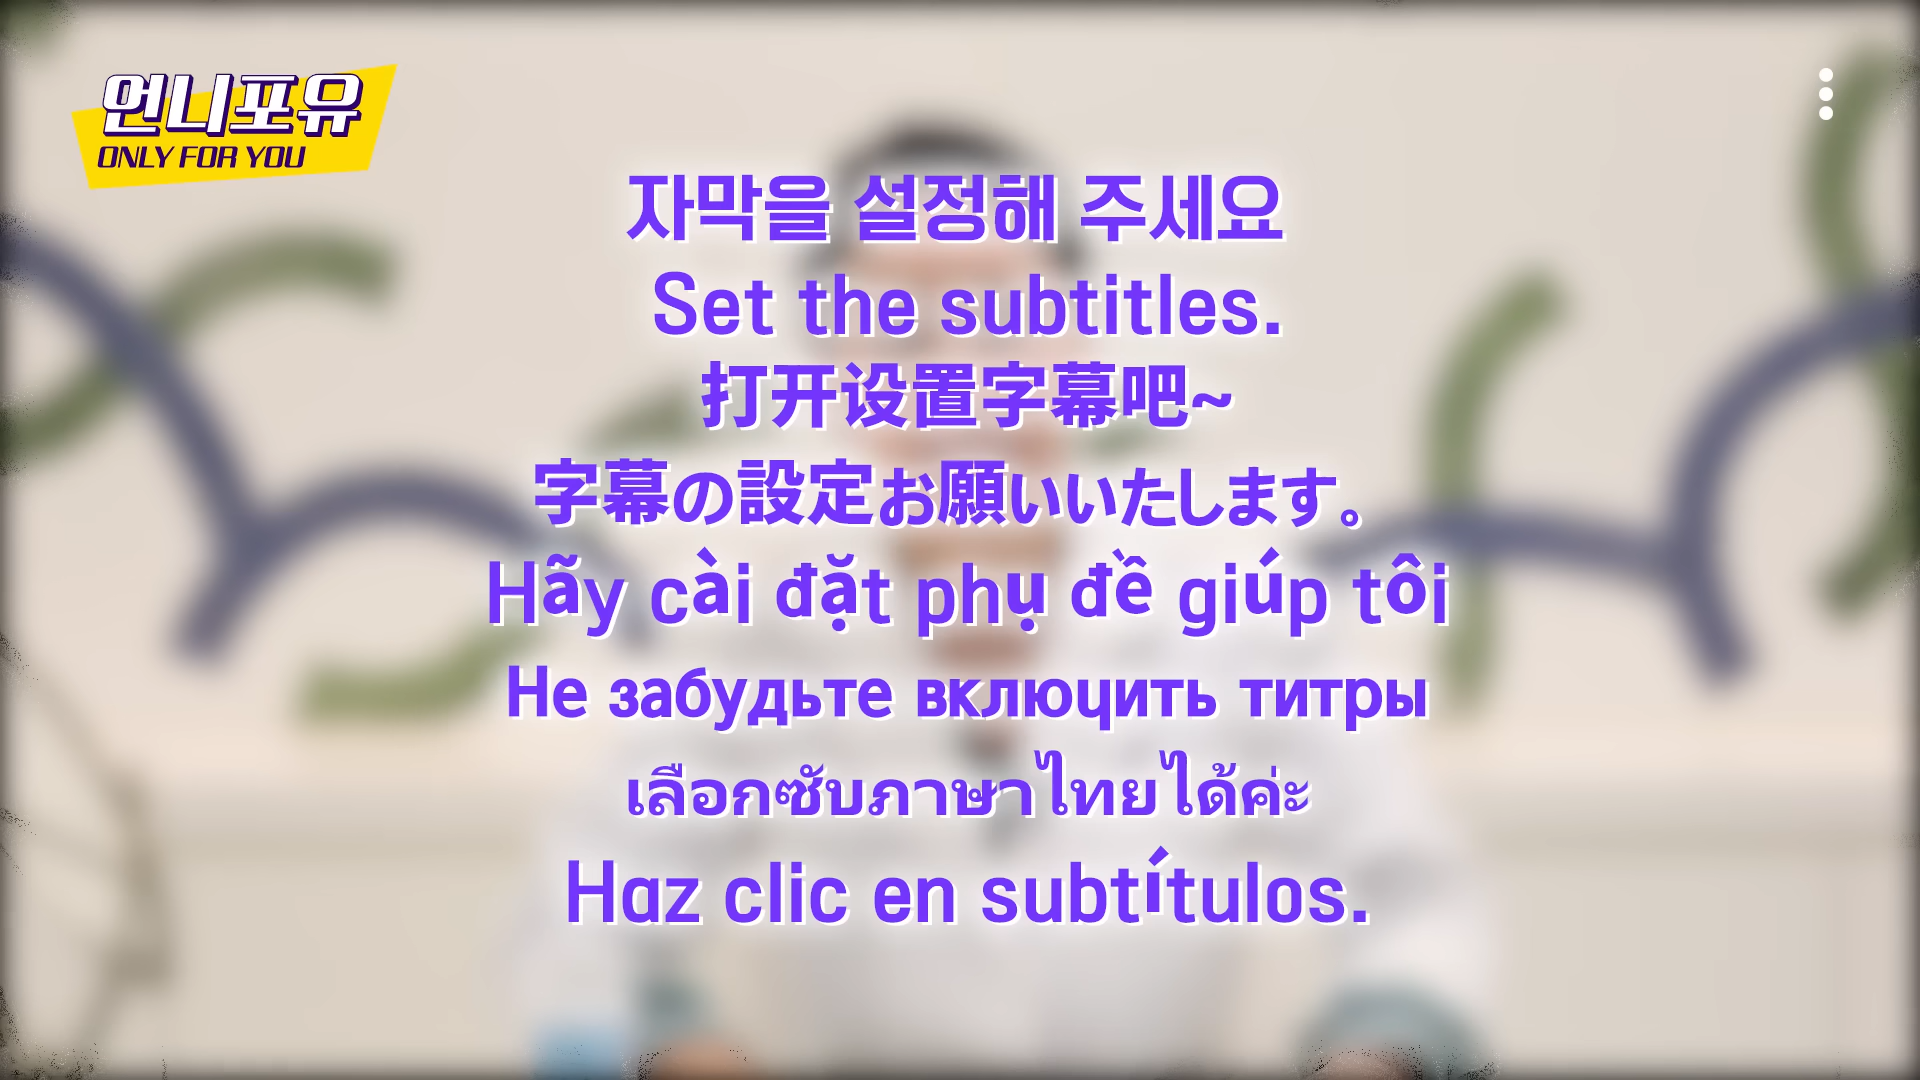 언니포유
ONLY FOR YOU
자막을 설정해 주세요
Set the subtitles.
打开设置字幕吧~
字幕の設定お願いいたします。
Hãy cài đặt phụ đề giúp tôi
Не забудьте включить титры
เลือกซับภาษาไทยได้ค่ะ
Haz clic en subtítulos.